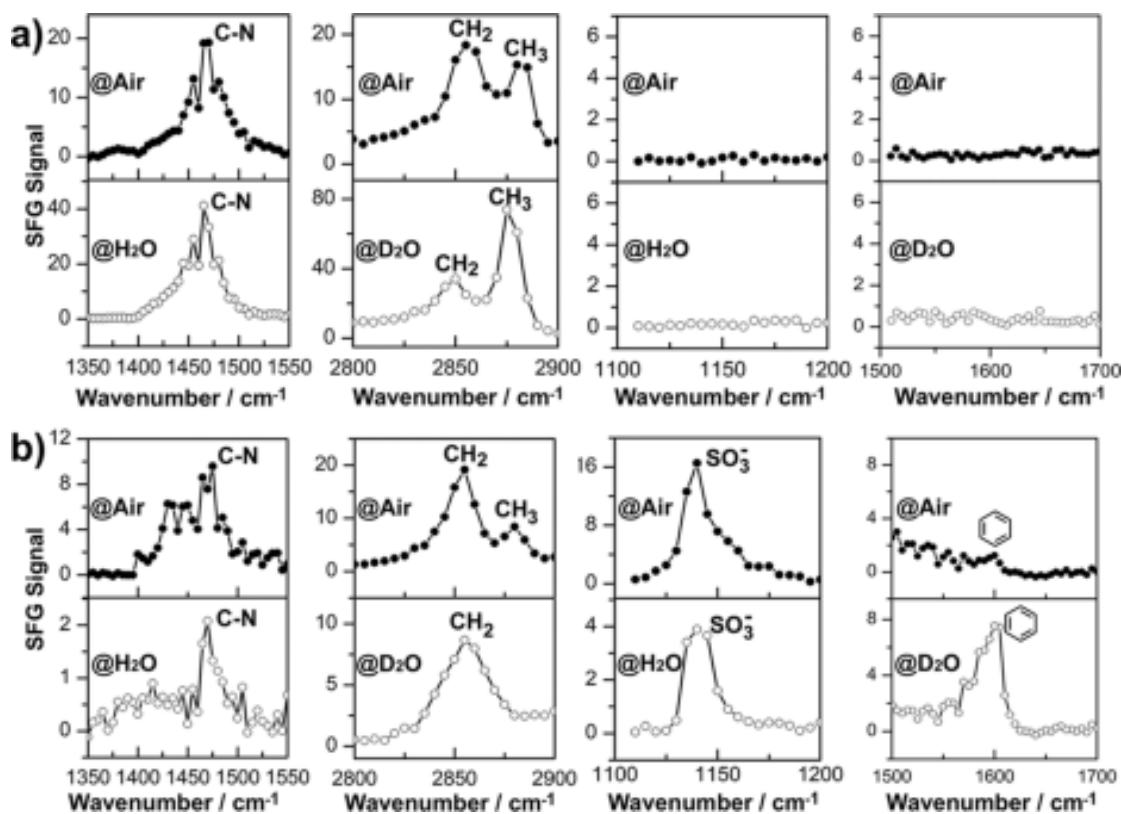 a)
SFG Signal
@Air
C-N
0
10
20
@H2O
C-N
0
20
40
60
1350 1400 1450 1500 1550
Wavenumber / cm-1
@Air
CH2
CH3
0
5
10
15
20
@D2O
CH2
CH3
0
40
80
2800 2850 2900
Wavenumber / cm-1
@Air
0
2
4
6
@H2O
0
2
4
6
1100 1150 1200
Wavenumber / cm-1
@Air
0
2
4
6
@D2O
0
2
4
6
1500 1600 1700
Wavenumber / cm-1
b)
SFG Signal
@Air
C-N
0
4
8
12
@H2O
C-N
0
1
2
1350 1400 1450 1500 1550
Wavenumber / cm-1
@Air
CH2
CH3
0
10
20
@D2O
CH2
0
5
10
2800 2850 2900
Wavenumber / cm-1
@Air
SO3-
0
8
16
@H2O
SO3-
0
2
4
1100 1150 1200
Wavenumber / cm-1
@Air
0
4
8
@D2O
0
4
8
1500 1600 1700
Wavenumber / cm-1